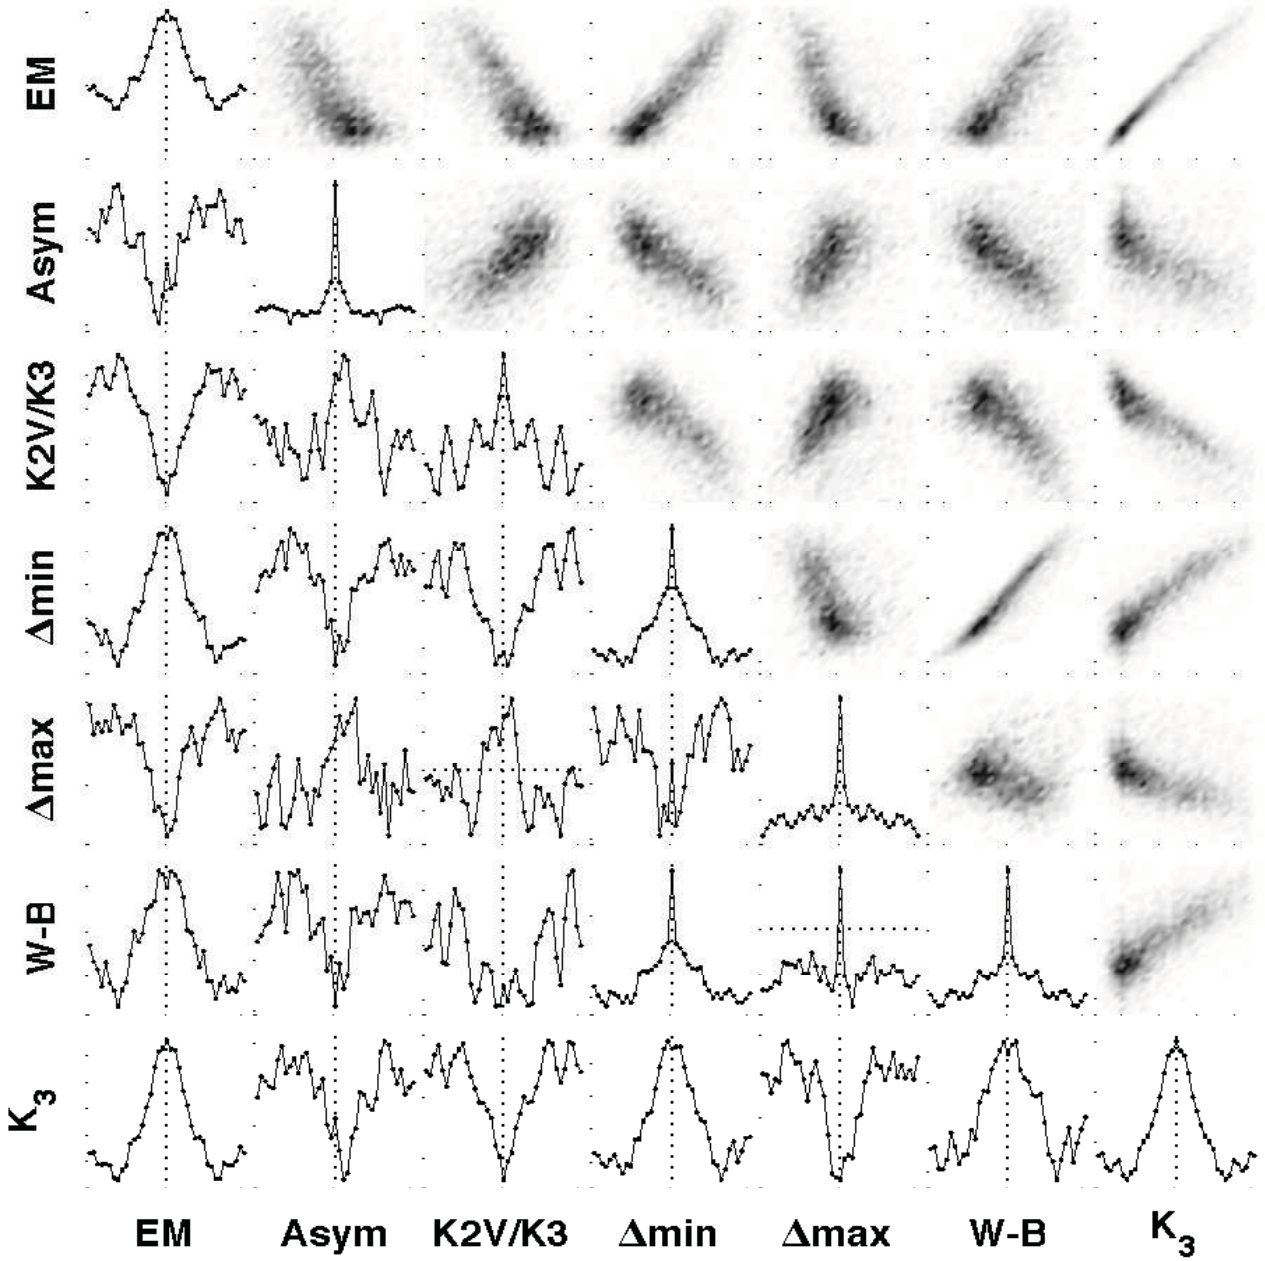 EM
Asym
K2V/K3
Δmin
Δmax
W-B
K3
EM Asym K2V/K3 Δmin Δmax W-B K3